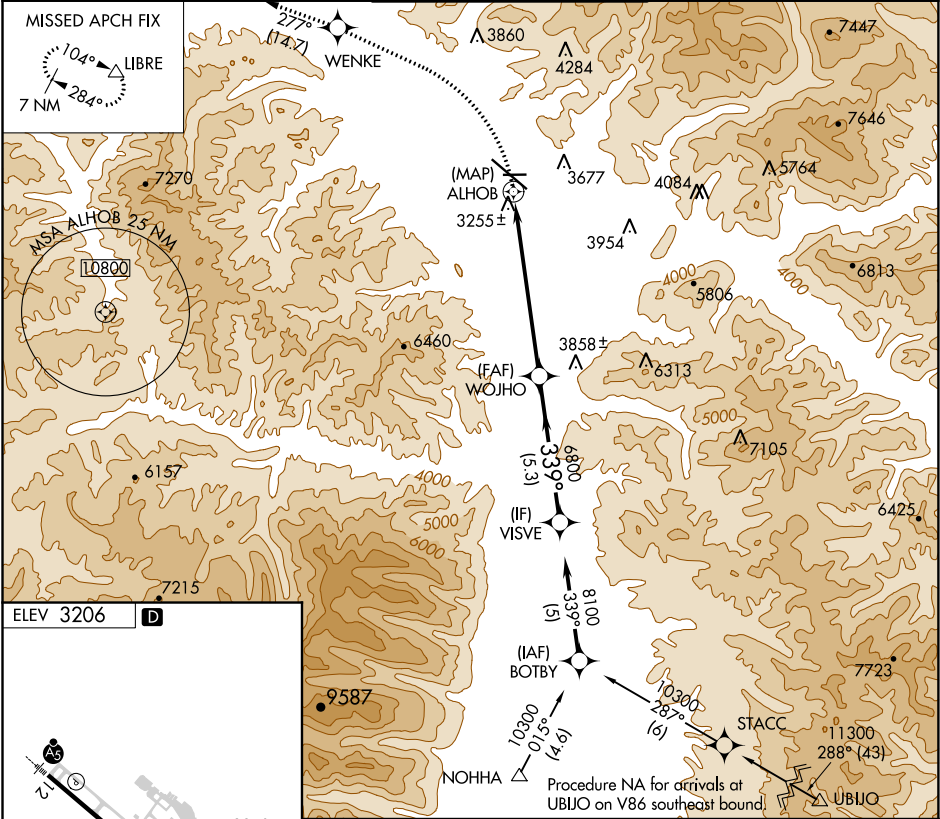 MISSED APCH FIX
104°
LIBRE
7 NM
284°
277°
(14.7)
WENKE
3860
4284
7447
7646
7270
(MAP)
ALHOB
3677
5764
4084
3255±
3954
MSA ALHOB 25 NM
10800
4000
4000
6813
5806
6460
3858±
(FAF)
WOJHO
6313
5000
7105
6800
339°
(5.3)
6157
4000
5000
6000
(IF)
VISVE
6425
7215
8100
339°
(5)
ELEV 3206
D
(IAF)
BOTBY
7723
9587
10300
287°
(6)
10300
015°
(4.6)
STACC
11300
288° (43)
NOHHA
Procedure NA for arrivals at
UBIJO on V86 southeast bound.
UBIJO
A5
P
12